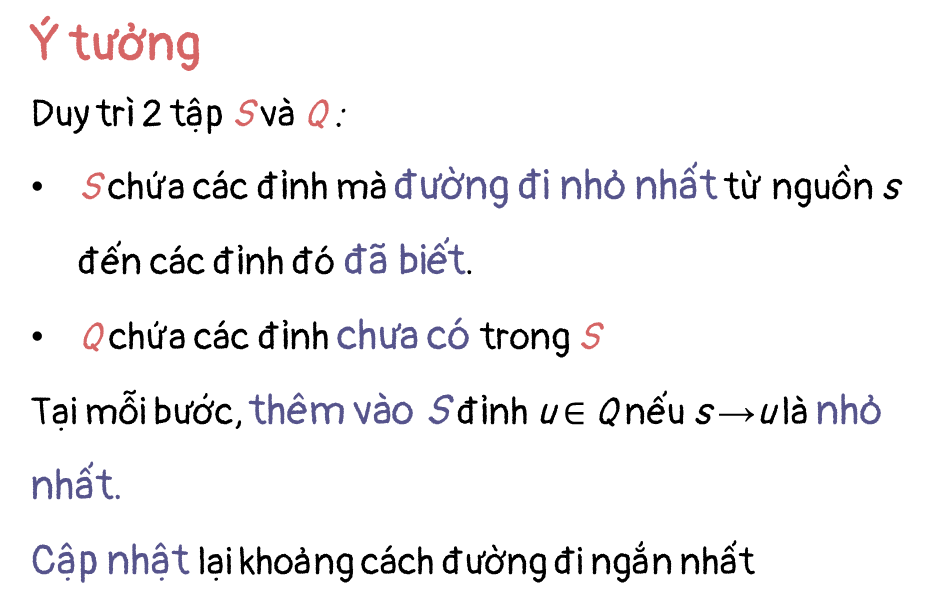 Ý tưởng
Duy trì 2 tập S và Q :
• S chứa các đỉnh mà đường đi nhỏ nhất từ nguồn s
đến các đỉnh đó đã biết.
• Q chứa các đỉnh chưa có trong S
Tại mỗi bước, thêm vào S đỉnh u ∈ Q nếu s → u là nhỏ
nhất.
Cập nhật lại khoảng cách đường đi ngắn nhất